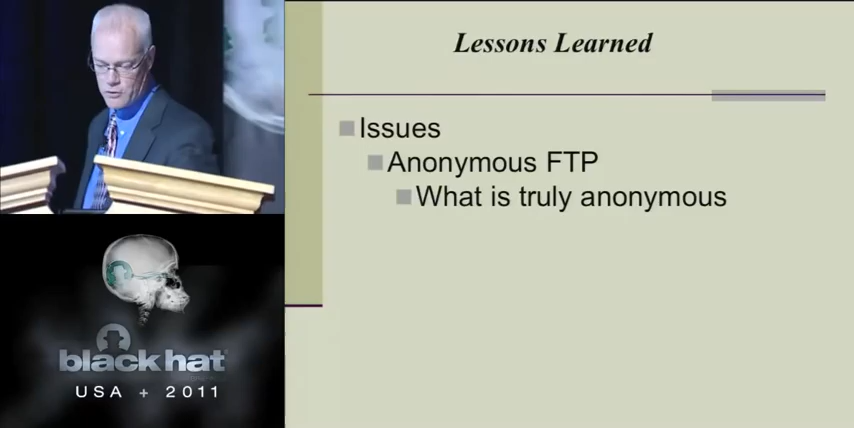 Lessons Learned
Issues
Anonymous FTP
What is truly anonymous
black hat
USA + 2011